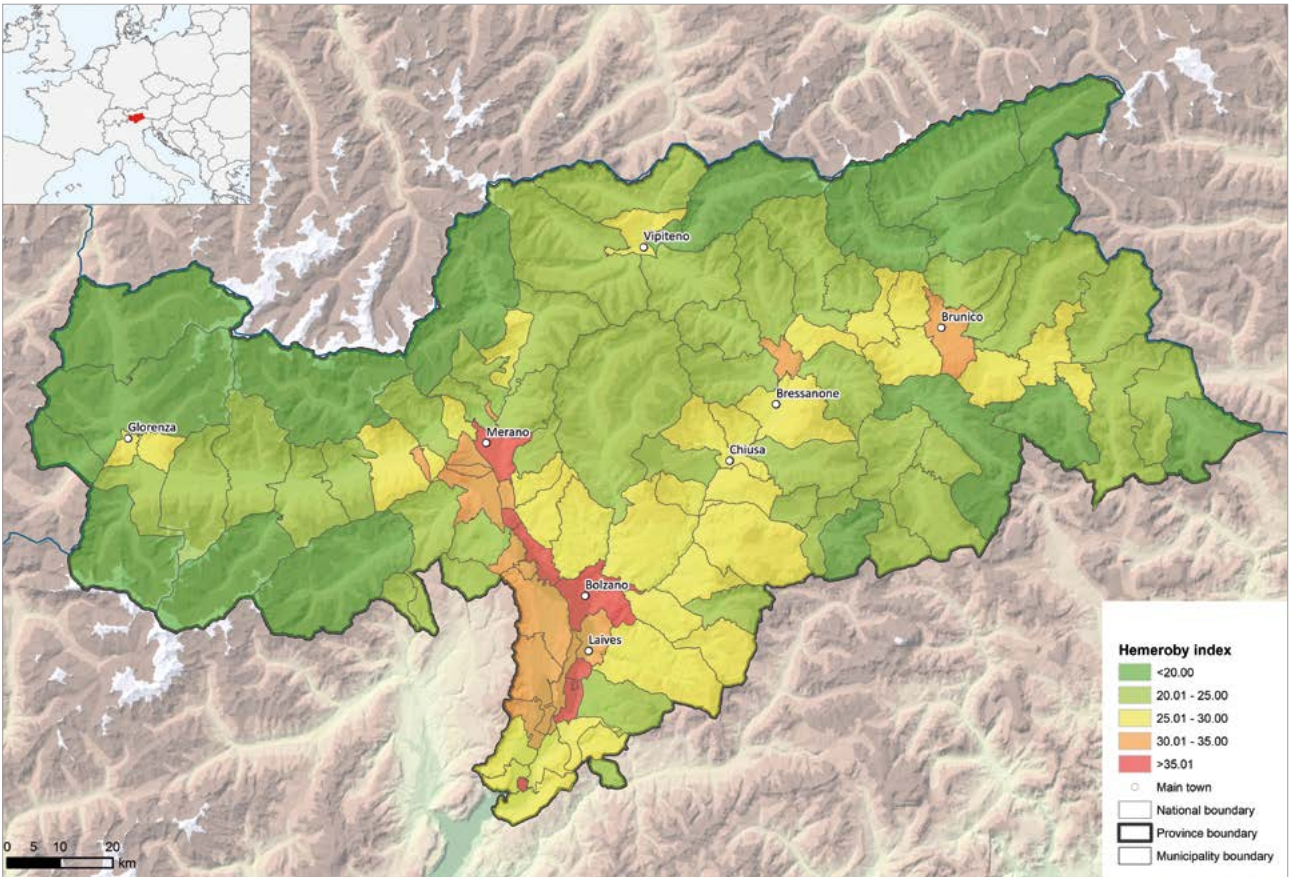 Vipiteno
Brunico
Bressanone
Glorenza
Merano
Chiusa
Bolzano
Laives
Hemeroby index
<20.00
20.01 - 25.00
25.01 - 30.00
30.01 - 35.00
>35.01
Main town
National boundary
Province boundary
Municipality boundary
0 5 10 20
km